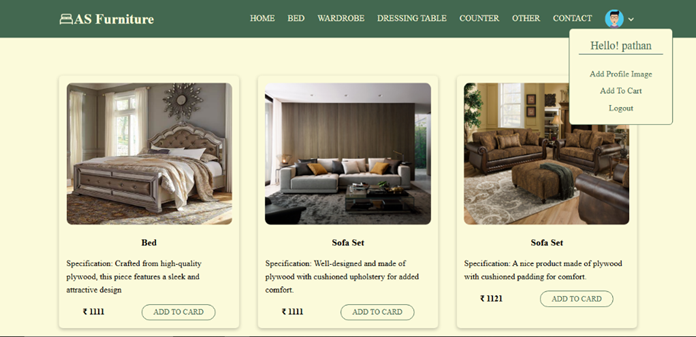 AS Furniture
HOME BED WARDROBE DRESSING TABLE COUNTER OTHER CONTACT
Hello! pathan
Add Profile Image
Add To Cart
Logout
Bed
Specification: Crafted from high-quality
plywood, this piece features a sleek and
attractive design
₹ 1111 ADD TO CARD
Sofa Set
Specification: Well-designed and made of
plywood with cushioned upholstery for added
comfort.
₹ 1111 ADD TO CARD
Sofa Set
Specification: A nice product made of plywood
with cushioned padding for comfort.
₹ 1121 ADD TO CARD